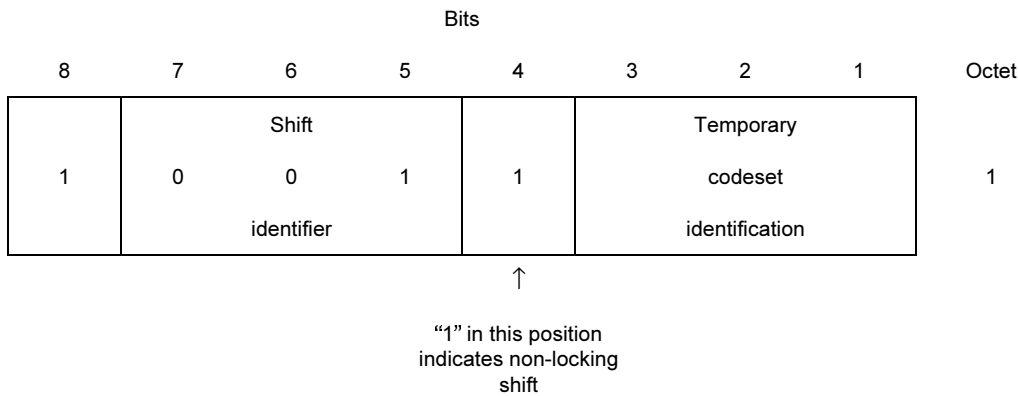 Bits
8 7 6 5 4 3 2 1 Octet
Shift Temporary
1 0 0 1 1 codeset 1
identifier identification
↑
“1” in this position
indicates non-locking
shift